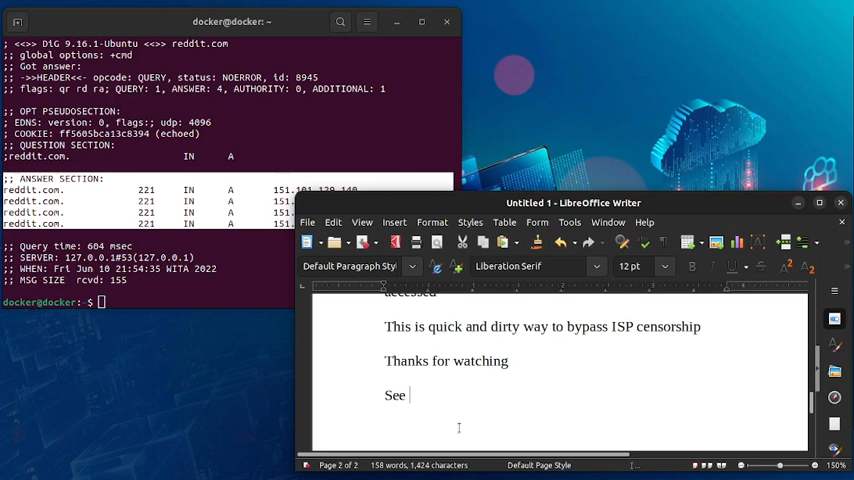 docker@docker: ~
; <<>> DiG 9.16.1-Ubuntu <<>> reddit.com
;; global options: +cmd
;; Got answer:
;; ->>HEADER<<- opcode: QUERY, status: NOERROR, id: 8945
;; flags: qr rd ra; QUERY: 1, ANSWER: 4, AUTHORITY: 0, ADDITIONAL: 1
;; OPT PSEUDOSECTION:
; EDNS: version: 0, flags:; udp: 4096
; COOKIE: ff5605bca13c8394 (echoed)
;; QUESTION SECTION:
;reddit.com. IN A
;; ANSWER SECTION:
reddit.com. 221 IN A 151.101.129.140
reddit.com. 221 IN A 151.
reddit.com. 221 IN A 151.
reddit.com. 221 IN A 151.
;; Query time: 604 msec
;; SERVER: 127.0.0.1#53(127.0.0.1)
;; WHEN: Fri Jun 10 21:54:35 WITA 2022
;; MSG SIZE rcvd: 155
docker@docker:~$
Untitled 1 - LibreOffice Writer
File Edit View Insert Format Styles Table Form Tools Window Help
Default Paragraph Styl Liberation Serif 12 pt
accessed
This is quick and dirty way to bypass ISP censorship
Thanks for watching
See
Page 2 of 2 158 words, 1,424 characters Default Page Style 150%